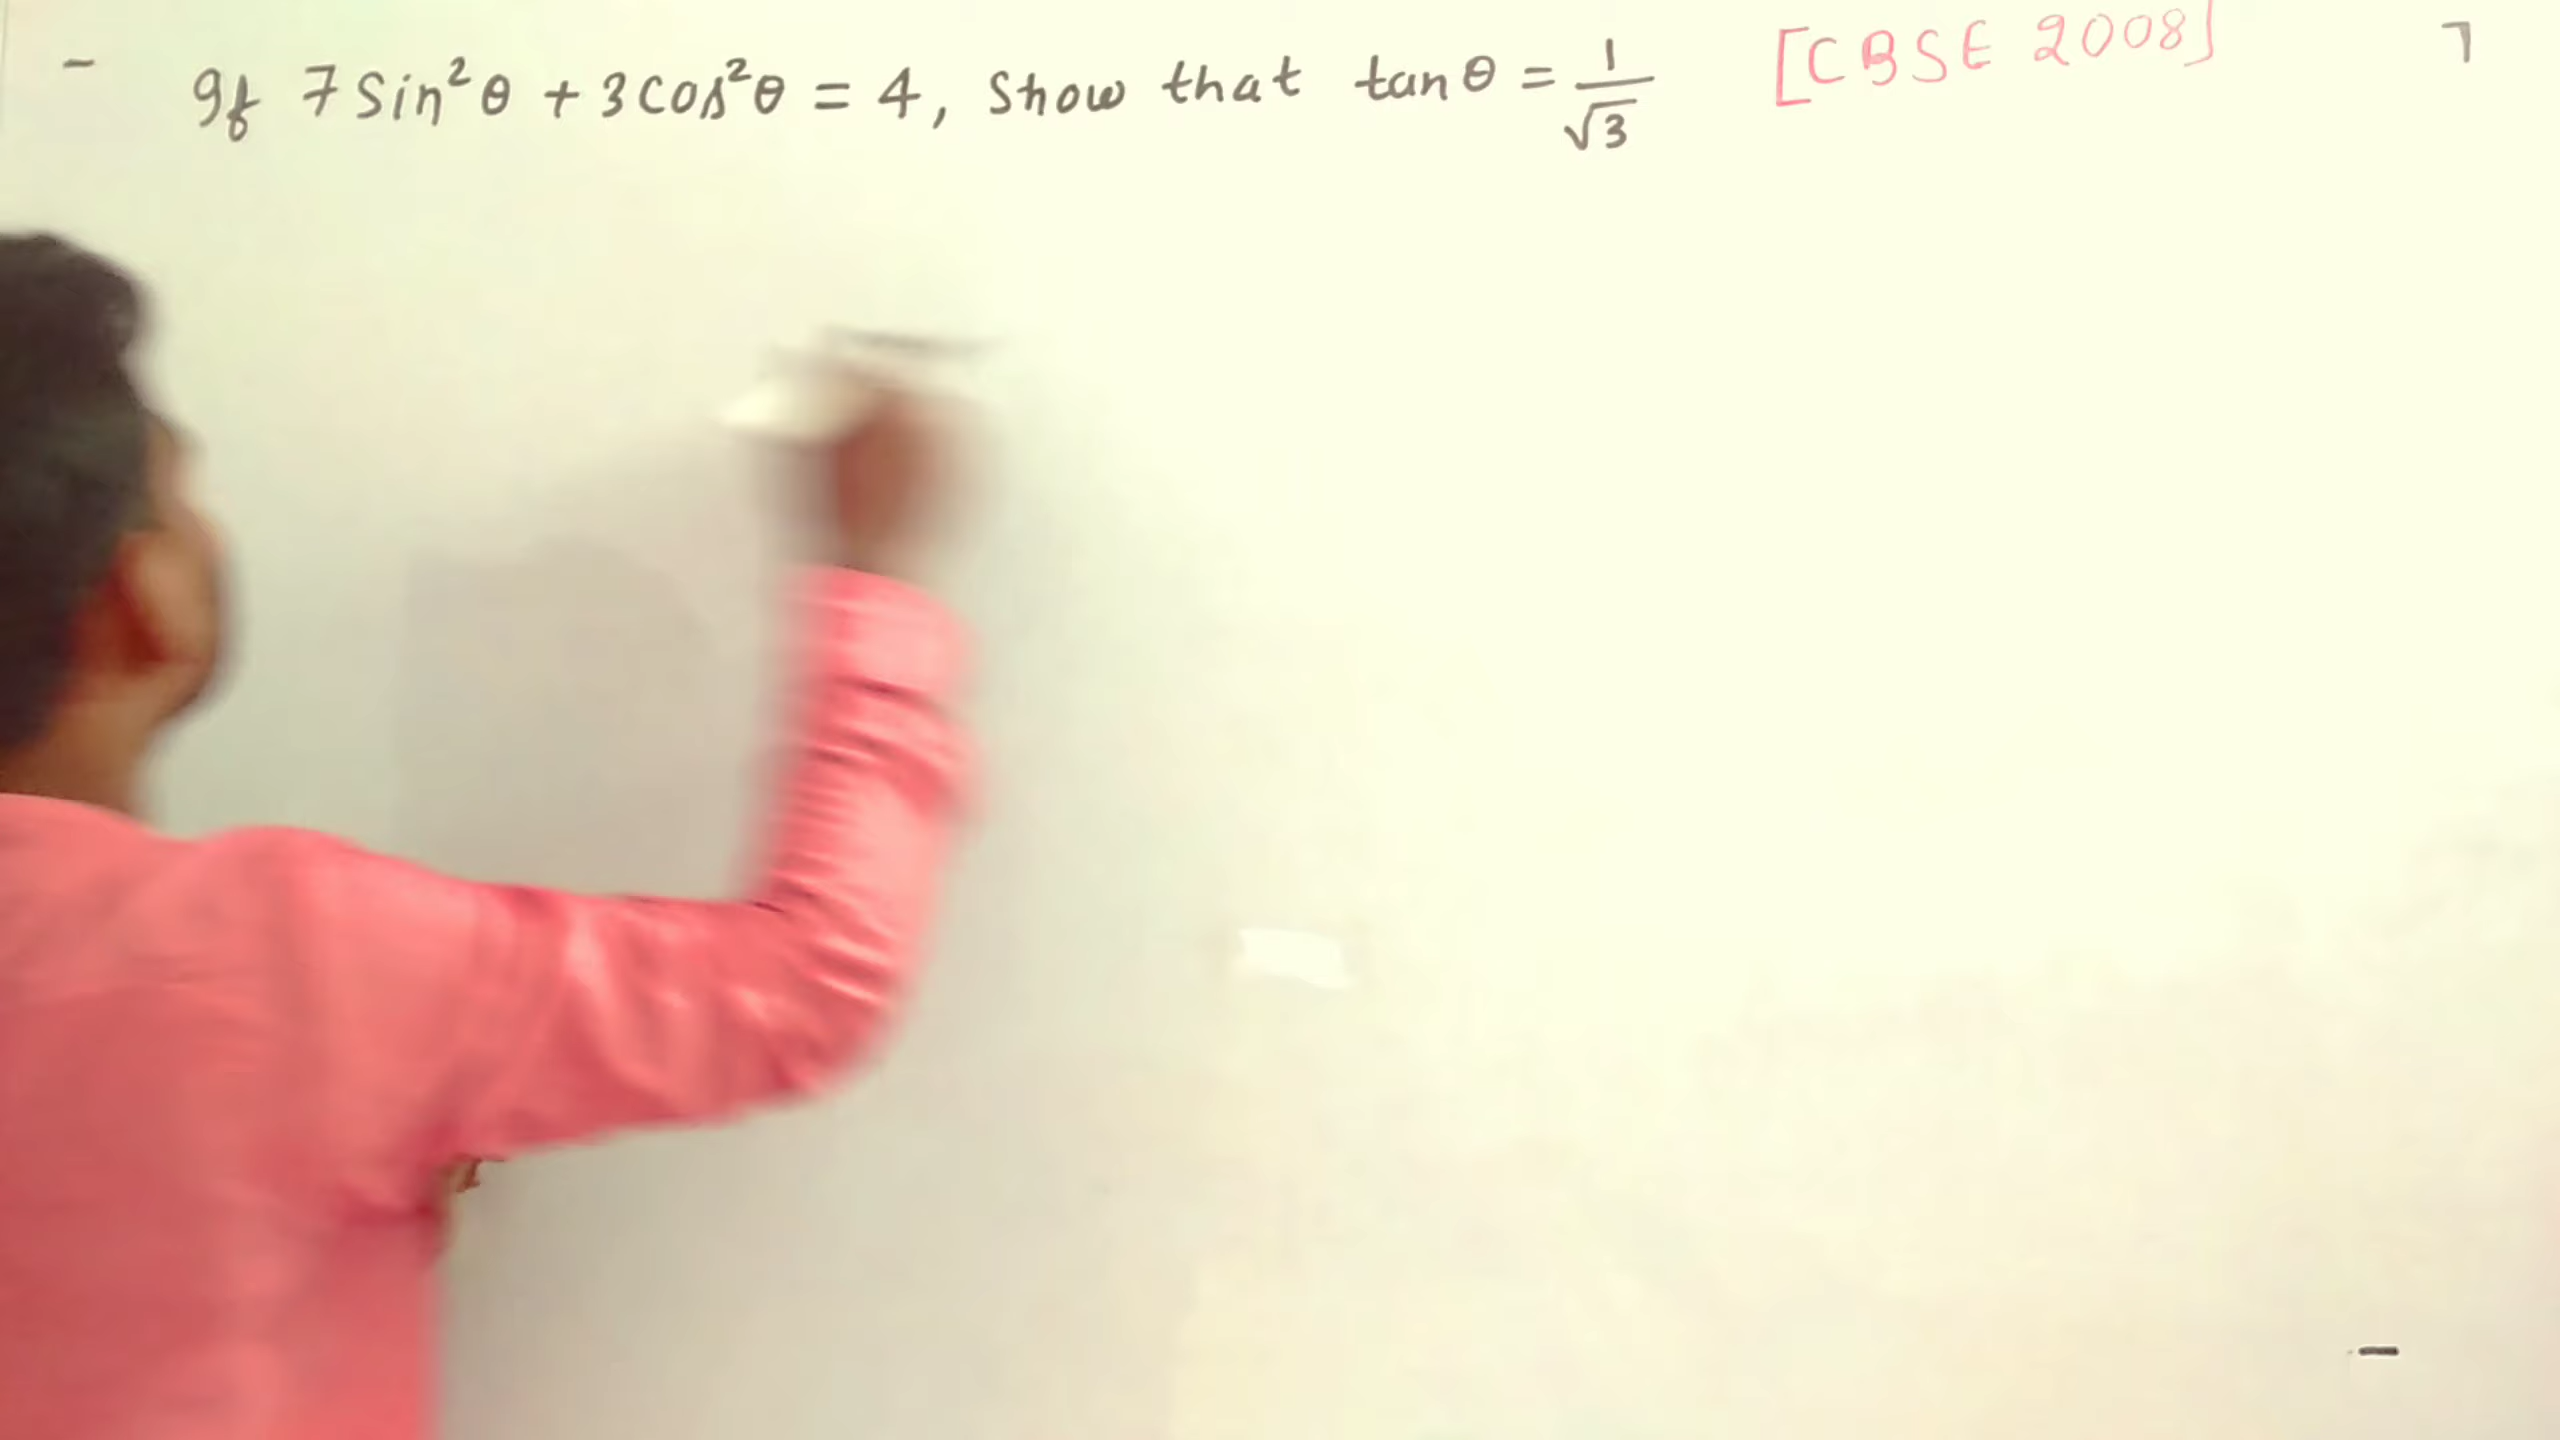 If 7 Sin²θ + 3 Cos²θ = 4, Show that tan θ = 1/√3 [CBSE 2008]